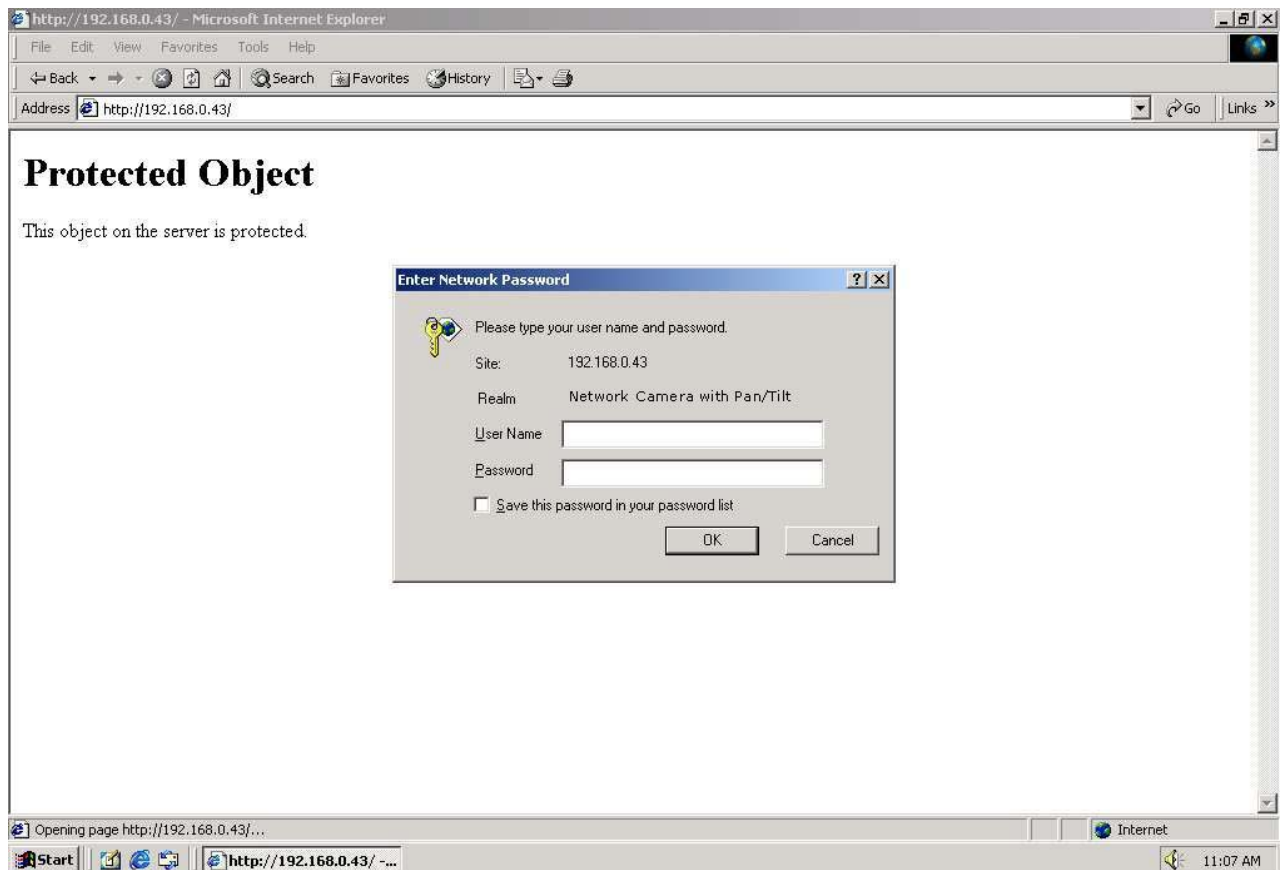 http://192.168.0.43/ - Microsoft Internet Explorer
File Edit View Favorites Tools Help
Back Search Favorites History
Address http://192.168.0.43/ Go Links »
Protected Object
This object on the server is protected.
Enter Network Password
Please type your user name and password.
Site: 192.168.0.43
Realm Network Camera with Pan/Tilt
User Name
Password
Save this password in your password list
OK Cancel
Opening page http://192.168.0.43/... Internet
Start http://192.168.0.43/ -... 11:07 AM